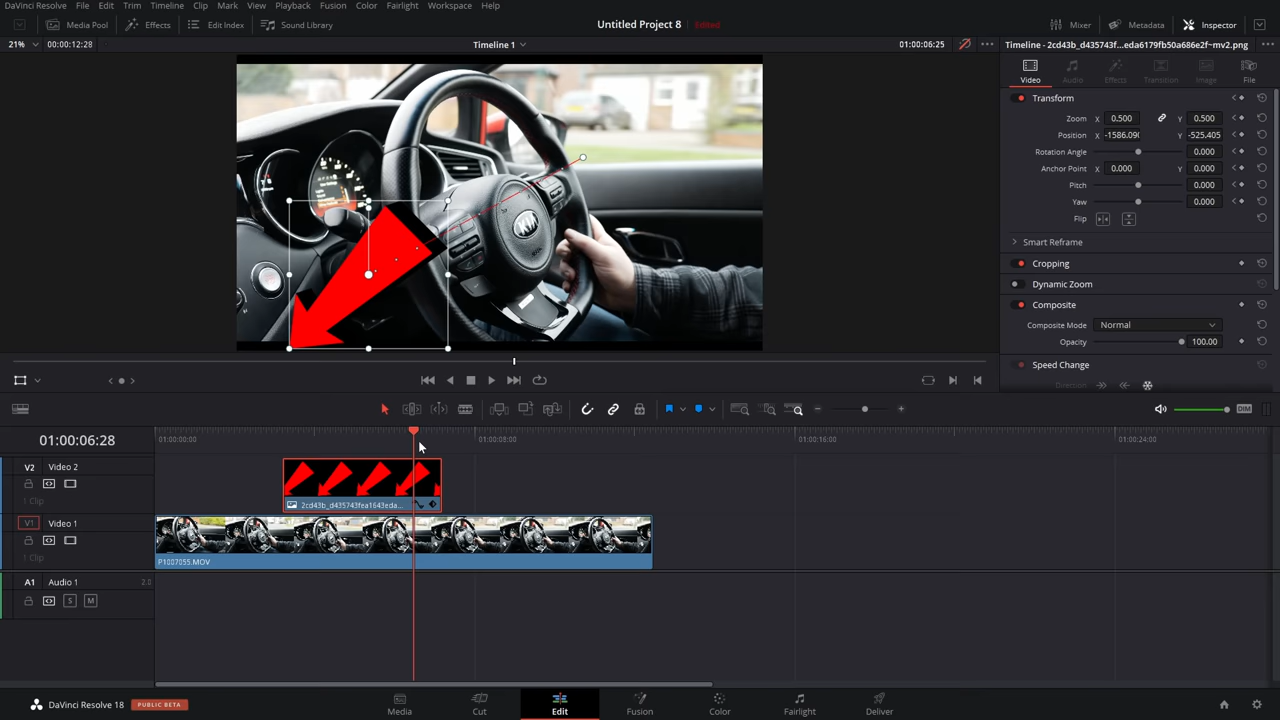 DaVinci Resolve File Edit Trim Timeline Clip Mark View Playback Fusion Color Fairlight Workspace Help
Media Pool Effects Edit Index Sound Library Untitled Project 8 Edited Mixer Metadata Inspector
21% 00:00:12:28 Timeline 1 01:00:06:25 Timeline - 2cd43b_d435743f...eda6179fb50a686e2f~mv2.png
Video Audio Effects Transition Image File
Transform
Zoom X 0.500 Y 0.500
Position X -1586.09 Y -525.405
Rotation Angle 0.000
Anchor Point X 0.000 Y 0.000
Pitch 0.000
Yaw 0.000
Flip
Smart Reframe
Cropping
Dynamic Zoom
Composite
Composite Mode Normal
Opacity 100.00
Speed Change
Direction
KIA
DIM
01:00:06:28 01:00:00:00 01:00:08:00 01:00:16:00 01:00:24:00
V2 Video 2
1 Clip
2cd43b_d435743fea1643eda...
V1 Video 1
1 Clip
P1007055.MOV
A1 Audio 1 2.0
S M
DaVinci Resolve 18 PUBLIC BETA Media Cut Edit Fusion Color Fairlight Deliver